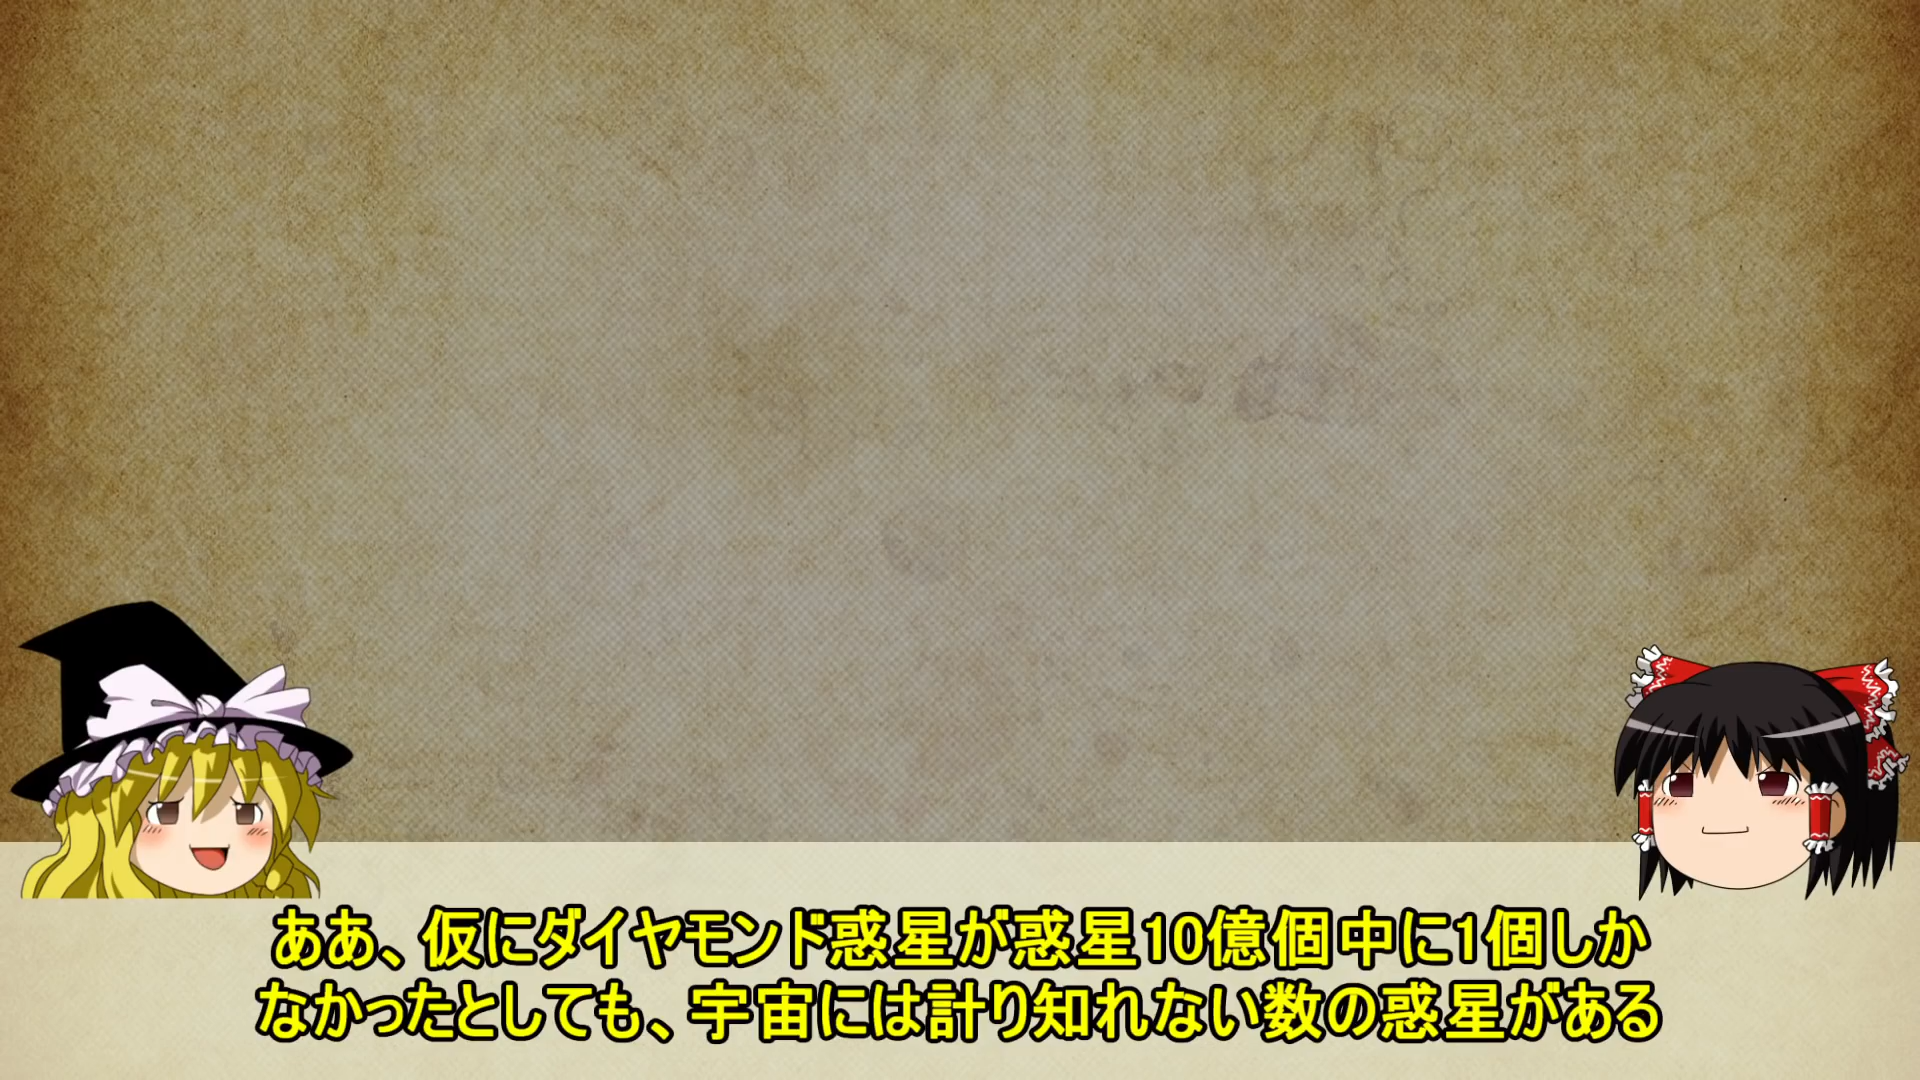 ああ、仮にダイヤモンド惑星が惑星10億個中に1個しか
なかったとしても、宇宙には計り知れない数の惑星がある